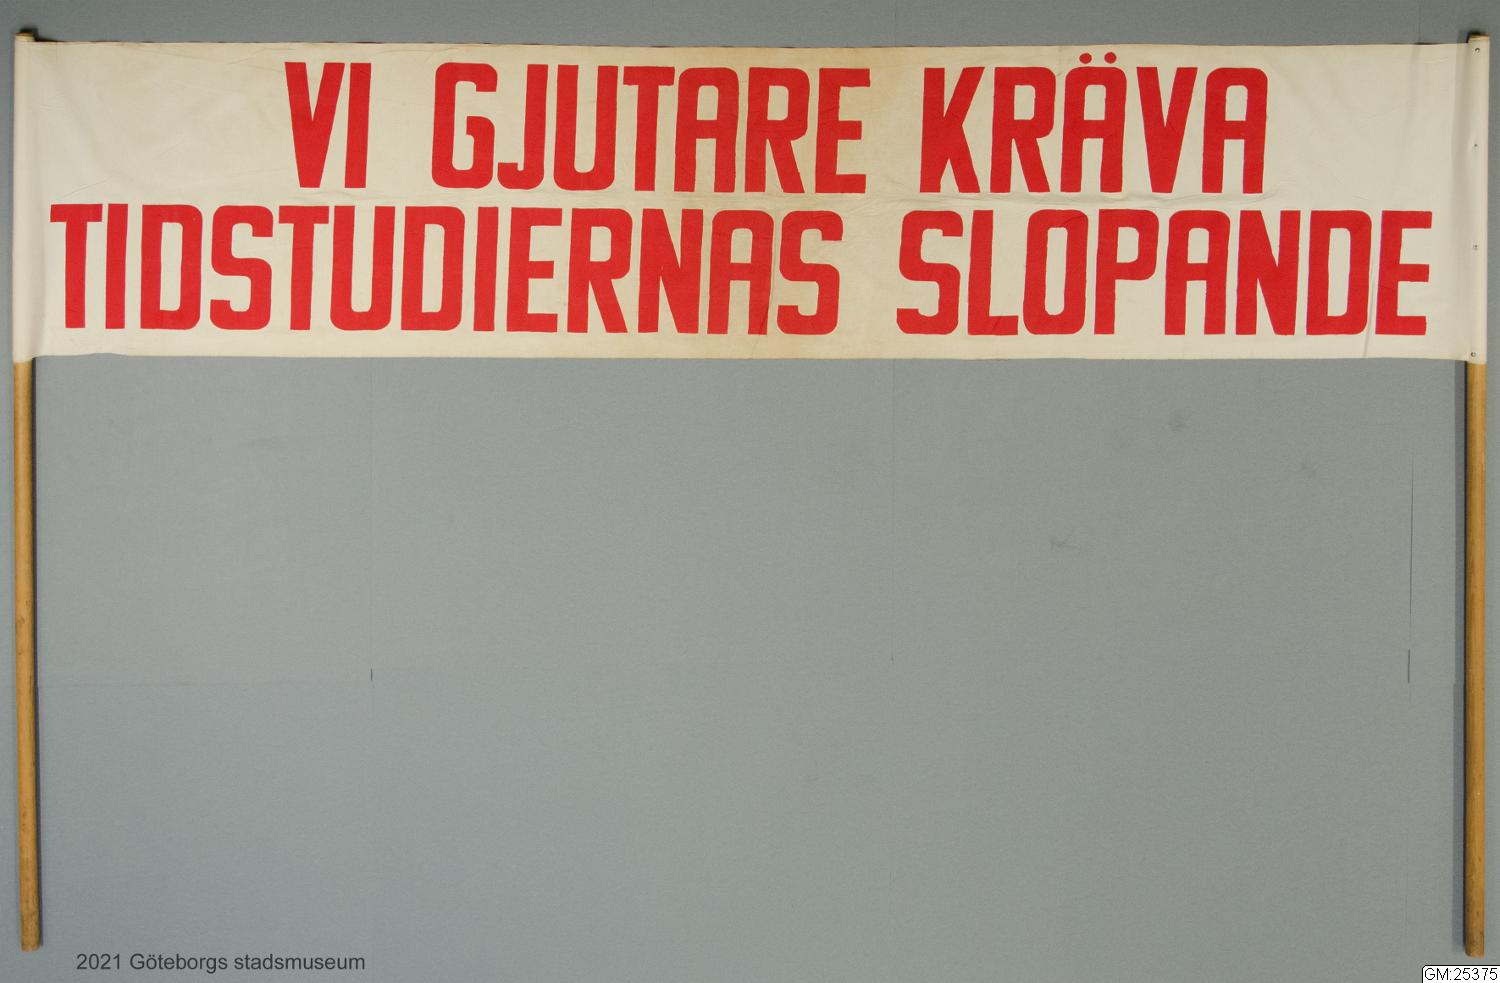 VI GJUTARE KRÄVA
TIDSTUDIERNAS SLOPANDE
2021 Göteborgs stadsmuseum
GM:25375